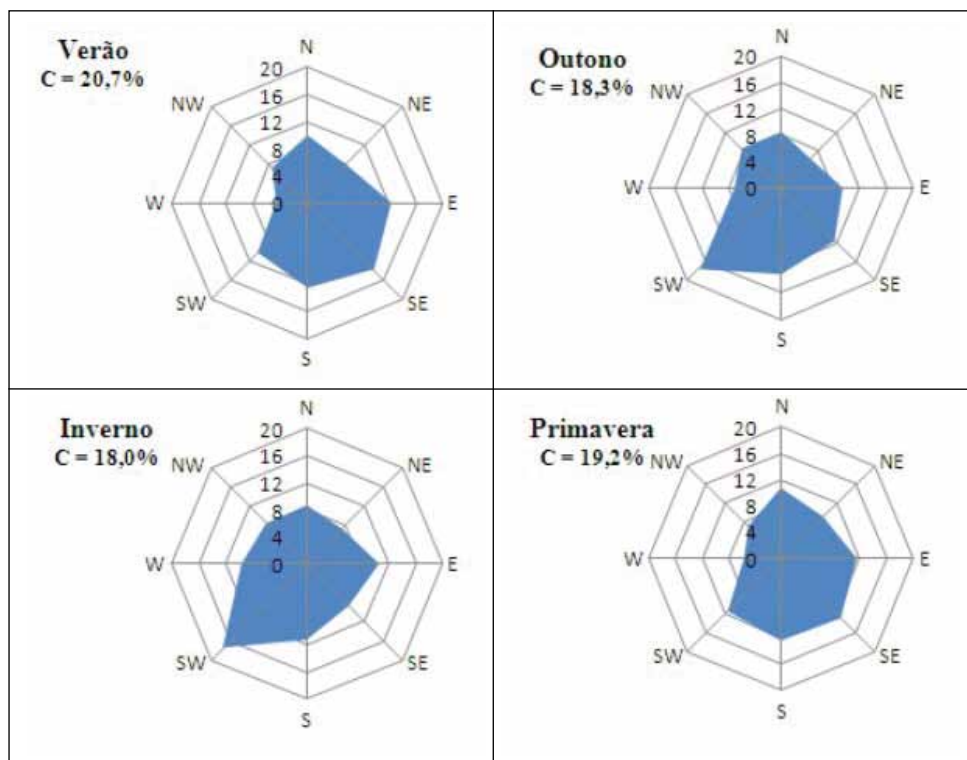 Verão
C = 20,7%
N
NE
E
SE
S
SW
W
NW
20
16
12
8
4
0
Outono
C = 18,3%
N
NE
E
SE
S
SW
W
NW
20
16
12
8
4
0
Inverno
C = 18,0%
N
NE
E
SE
S
SW
W
NW
20
16
12
8
4
0
Primavera
C = 19,2%
N
NE
E
SE
S
SW
W
NW
20
16
12
8
4
0